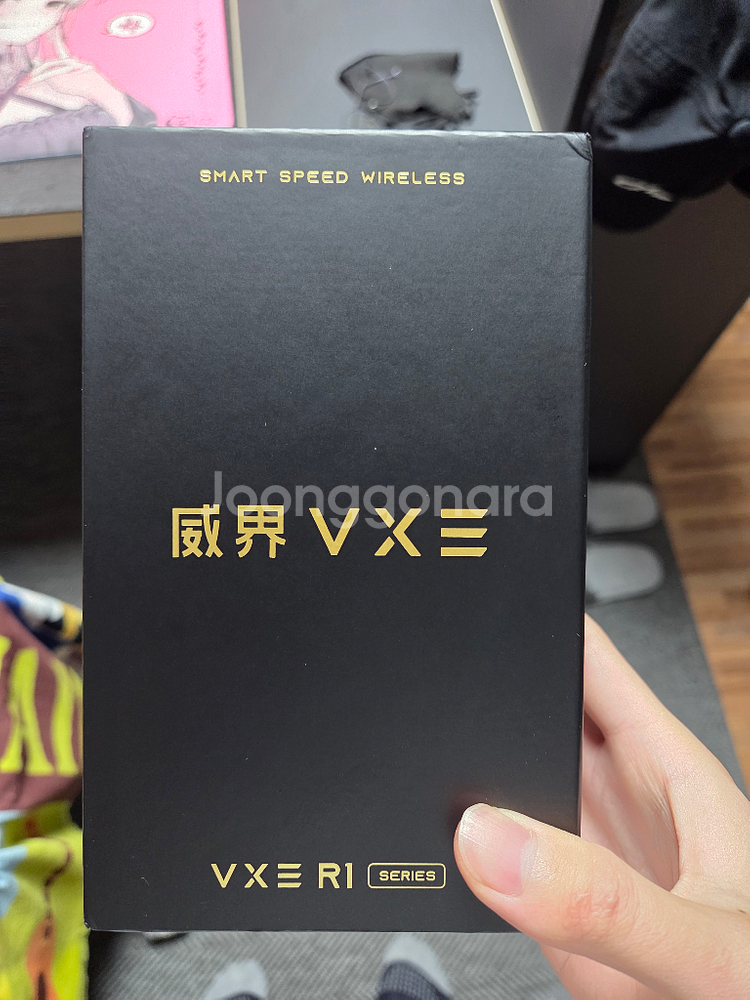 SMART SPEED WIRELESS
joonggonara
威界 VXE
VXE R1 SERIES